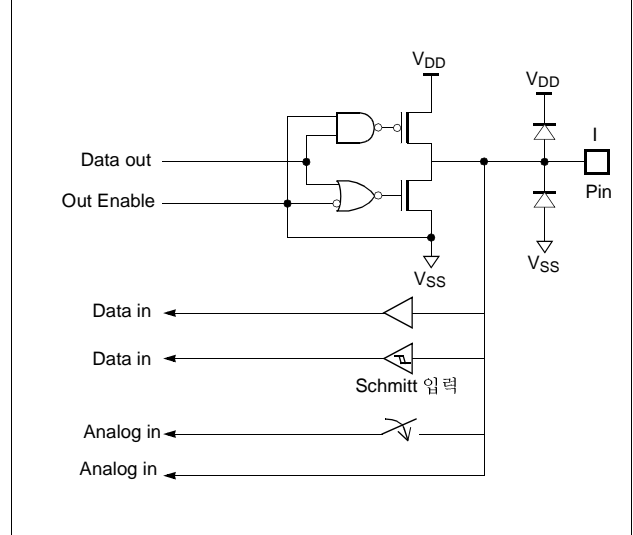 VDD
VDD
I
Data out
Pin
Out Enable
VSS
VSS
Data in
Data in
Schmitt 입력
Analog in
Analog in